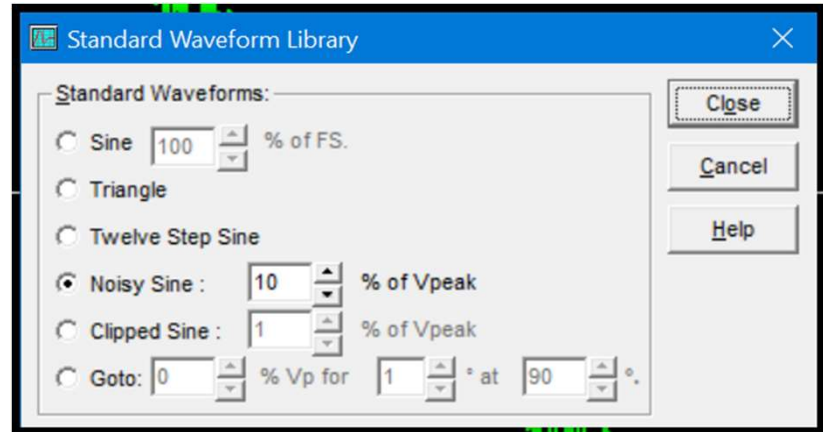 Standard Waveform Library
Standard Waveforms:
Close
Sine 100 % of FS.
Cancel
Triangle
Twelve Step Sine
Help
Noisy Sine : 10 % of Vpeak
Clipped Sine : 1 % of Vpeak
Goto: 0 % Vp for 1 ° at 90 °.